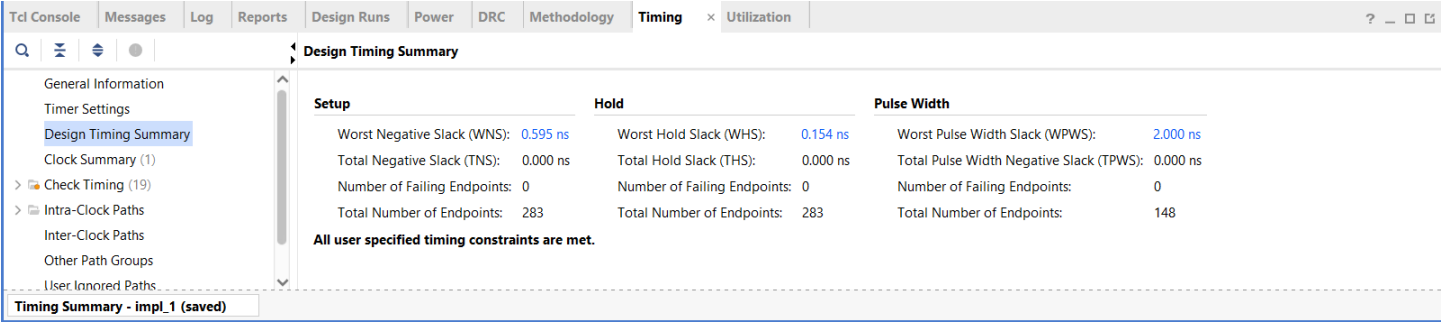 Tcl Console Messages Log Reports Design Runs Power DRC Methodology Timing × Utilization ? _
Design Timing Summary
General Information
Timer Settings
Design Timing Summary
Clock Summary (1)
Check Timing (19)
Intra-Clock Paths
Inter-Clock Paths
Other Path Groups
User Ignored Paths
Setup Hold Pulse Width
Worst Negative Slack (WNS): 0.595 ns Worst Hold Slack (WHS): 0.154 ns Worst Pulse Width Slack (WPWS): 2.000 ns
Total Negative Slack (TNS): 0.000 ns Total Hold Slack (THS): 0.000 ns Total Pulse Width Negative Slack (TPWS): 0.000 ns
Number of Failing Endpoints: 0 Number of Failing Endpoints: 0 Number of Failing Endpoints: 0
Total Number of Endpoints: 283 Total Number of Endpoints: 283 Total Number of Endpoints: 148
All user specified timing constraints are met.
Timing Summary - impl_1 (saved)